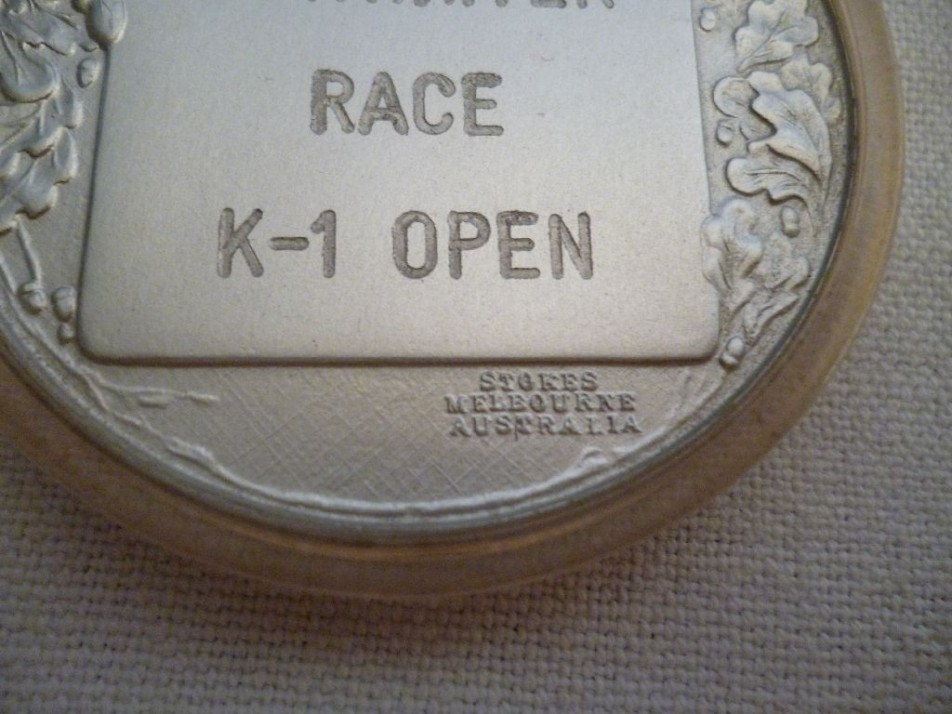 RACE
K-1 OPEN
STOKES
MELBOURNE
AUSTRALIA